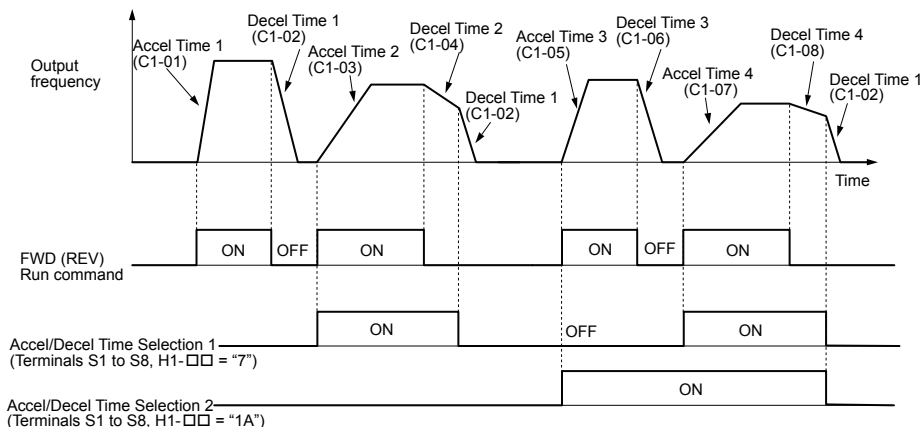 Accel Time 1
(C1-01)
Decel Time 1
(C1-02)
Accel Time 2
(C1-03)
Decel Time 2
(C1-04)
Decel Time 1
(C1-02)
Accel Time 3
(C1-05)
Decel Time 3
(C1-06)
Accel Time 4
(C1-07)
Decel Time 4
(C1-08)
Decel Time 1
(C1-02)
Output
frequency
Time
FWD (REV)
Run command
ON
OFF
ON
ON
OFF
ON
Accel/Decel Time Selection 1
(Terminals S1 to S8, H1-□□ = “7”)
ON
OFF
ON
Accel/Decel Time Selection 2
(Terminals S1 to S8, H1-□□ = “1A”)
ON